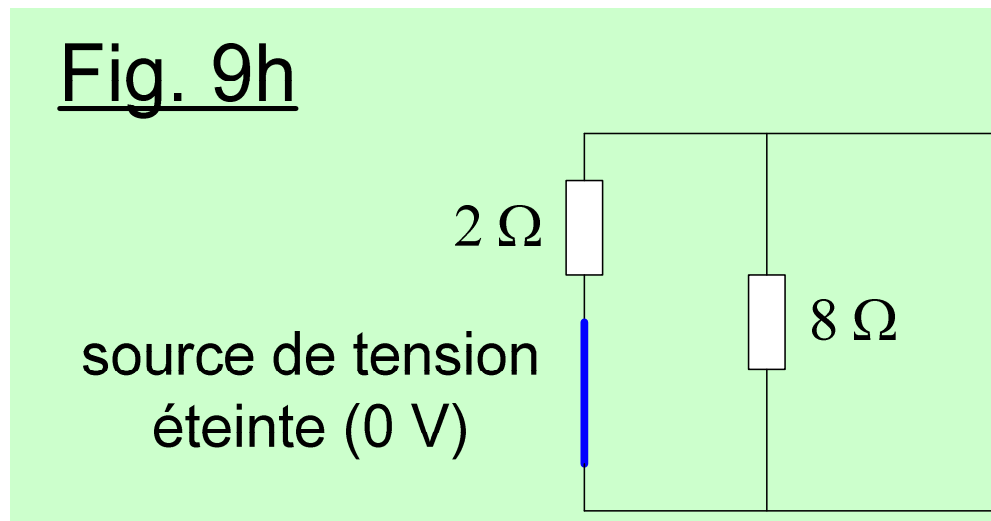 Fig. 9h
2 Ω
8 Ω
source de tension
éteinte (0 V)